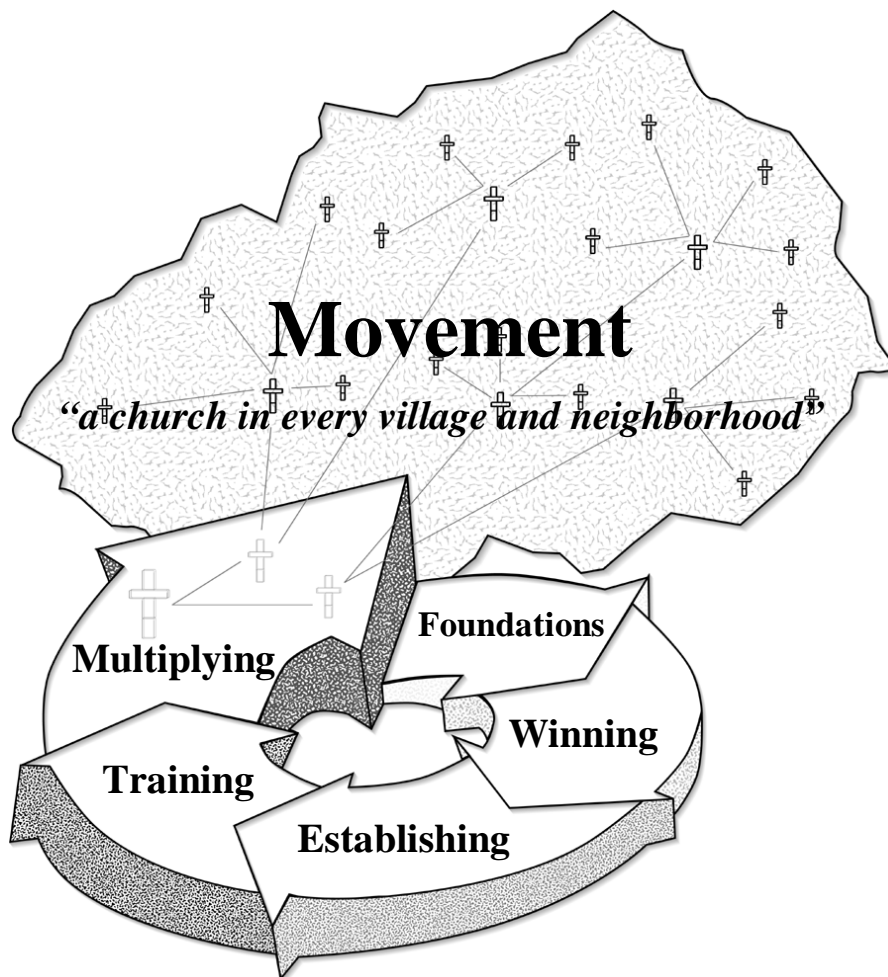 Movement
“a church in every village and neighborhood”
Foundations
Multiplying
Winning
Training
Establishing